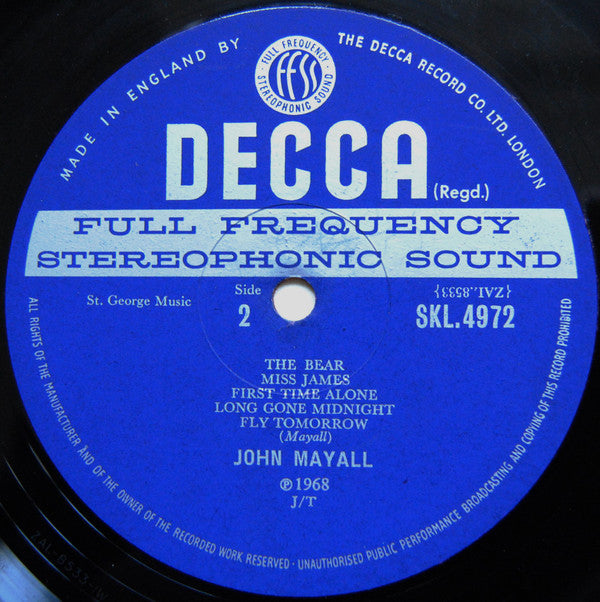 MADE IN ENGLAND BY
THE DECCA RECORD CO. LTD. LONDON
· FULL FREQUENCY ·
FFSS
STEREOPHONIC SOUND
DECCA (Regd.)
FULL FREQUENCY
STEREOPHONIC SOUND
St. George Music
Side
2
{ZAL.8533}
SKL.4972
THE BEAR
MISS JAMES
FIRST TIME ALONE
LONG GONE MIDNIGHT
FLY TOMORROW
(Mayall)
JOHN MAYALL
℗1968
J/T
ALL RIGHTS OF THE MANUFACTURER AND OF THE OWNER OF THE RECORDED WORK RESERVED · UNAUTHORISED PUBLIC PERFORMANCE BROADCASTING AND COPYING OF THIS RECORD PROHIBITED